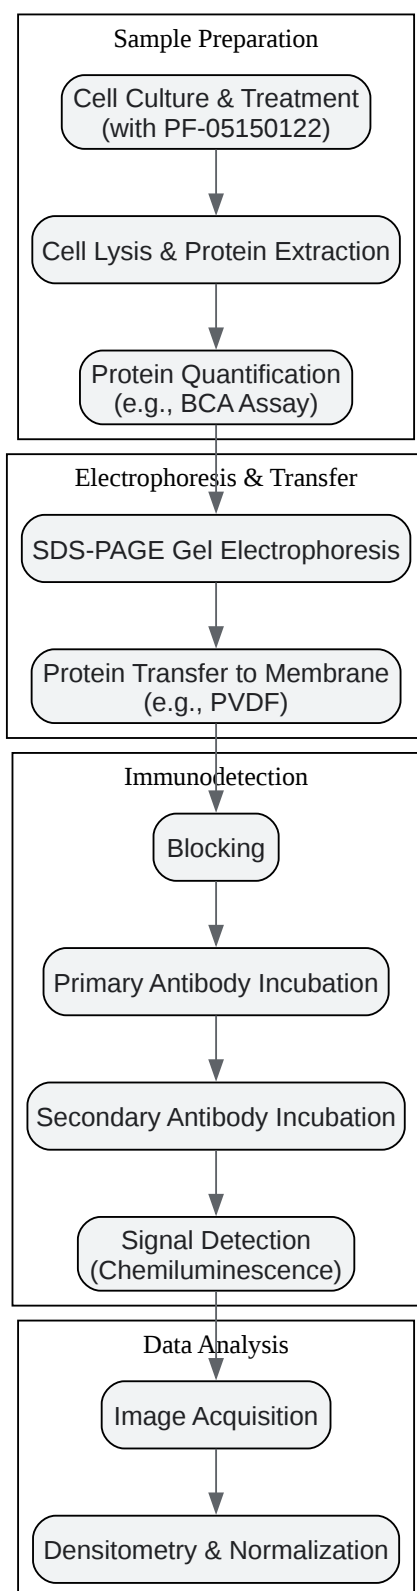 Sample Preparation
Cell Culture & Treatment
(with PF-05150122)
Cell Lysis & Protein Extraction
Protein Quantification
(e.g., BCA Assay)
Electrophoresis & Transfer
SDS-PAGE Gel Electrophoresis
Protein Transfer to Membrane
(e.g., PVDF)
Immunodetection
Blocking
Primary Antibody Incubation
Secondary Antibody Incubation
Signal Detection
(Chemiluminescence)
Data Analysis
Image Acquisition
Densitometry & Normalization